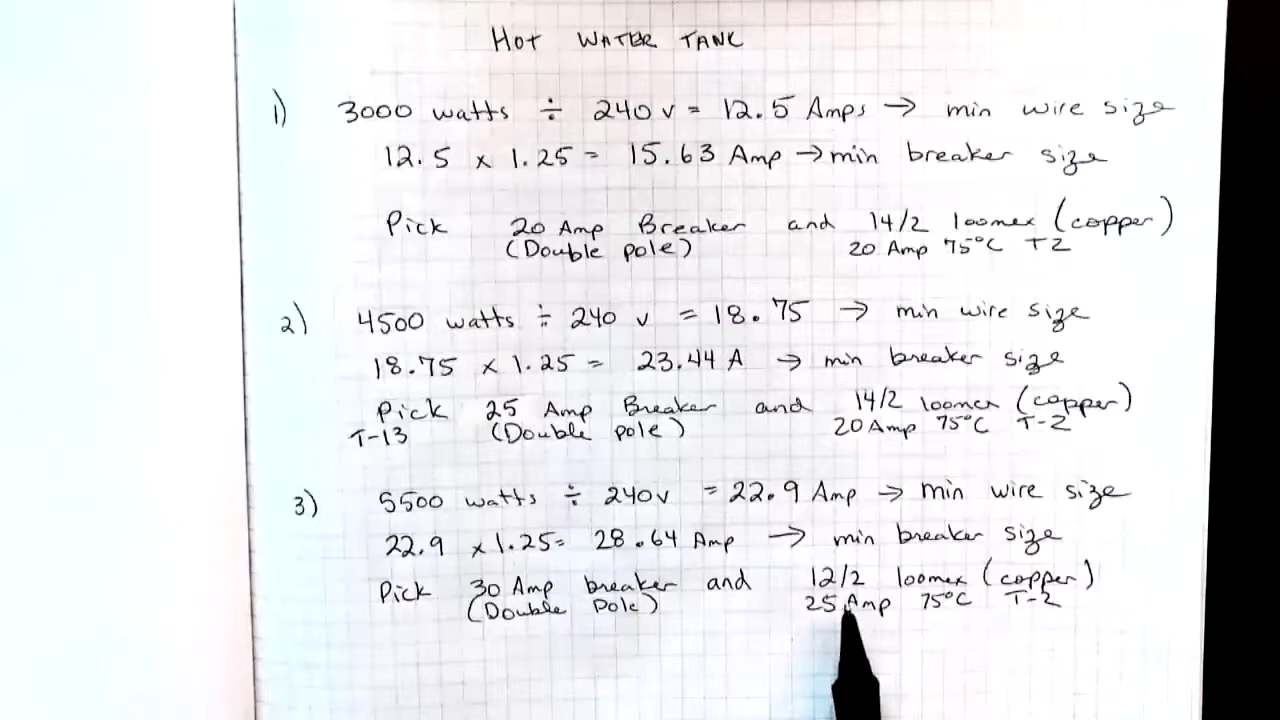 HOT WATER TANK
1) 3000 watts ÷ 240 v = 12.5 Amps → min wire size
12.5 x 1.25 = 15.63 Amp → min breaker size
Pick 20 Amp Breaker and 14/2 loomex (copper)
(Double pole) 20 Amp 75°C T2
2) 4500 watts ÷ 240 v = 18.75 → min wire size
18.75 x 1.25 = 23.44 A → min breaker size
Pick 25 Amp Breaker and 14/2 loomex (copper)
T-13 (Double pole) 20 Amp 75°C T-2
3) 5500 watts ÷ 240v = 22.9 Amp → min wire size
22.9 x 1.25= 28.64 Amp → min breaker size
Pick 30 Amp breaker and 12/2 loomex (copper)
(Double Pole) 25 Amp 75°C T-2